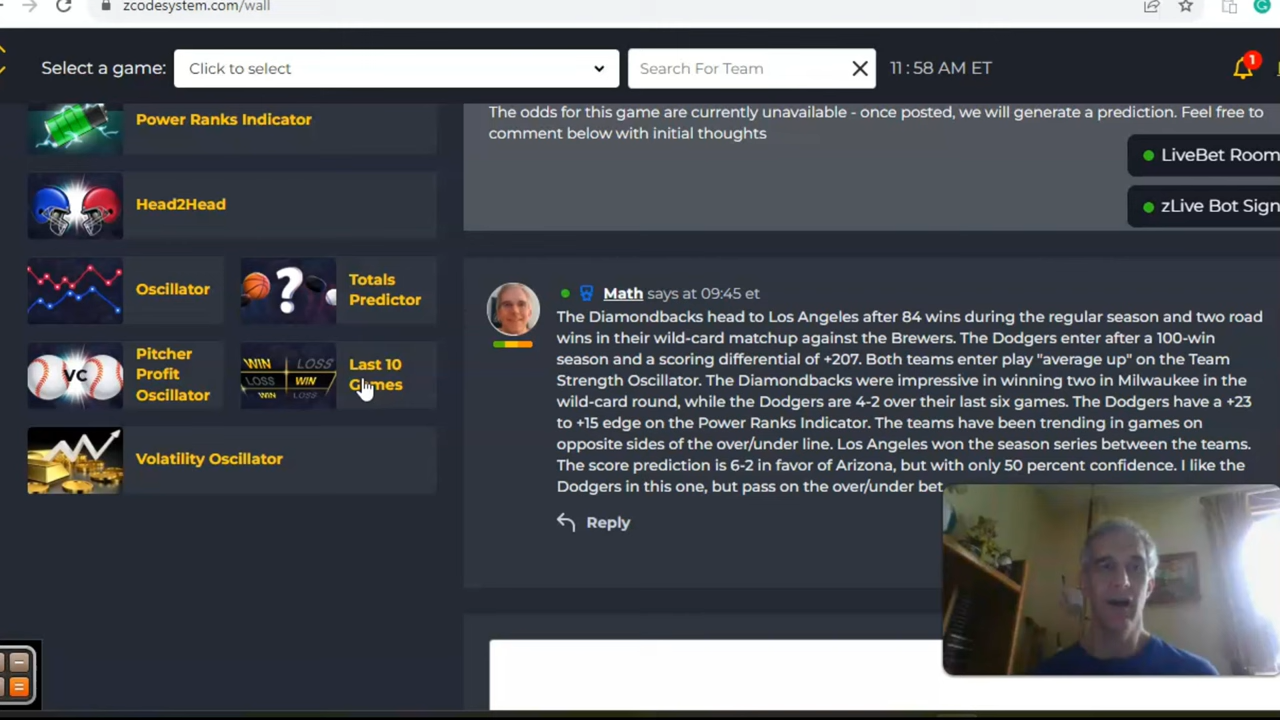 zcodesystem.com/wall
Select a game:
Click to select
Search For Team
11 : 58 AM ET
1
Power Ranks Indicator
The odds for this game are currently unavailable - once posted, we will generate a prediction. Feel free to
comment below with initial thoughts
LiveBet Room
zLive Bot Sign
Head2Head
Oscillator
Totals
Predictor
VC
Pitcher
Profit
Oscillator
WIN LOSS
LOSS WIN
WIN LOSS
Last 10
Games
Volatility Oscillator
Math says at 09:45 et
The Diamondbacks head to Los Angeles after 84 wins during the regular season and two road
wins in their wild-card matchup against the Brewers. The Dodgers enter after a 100-win
season and a scoring differential of +207. Both teams enter play "average up" on the Team
Strength Oscillator. The Diamondbacks were impressive in winning two in Milwaukee in the
wild-card round, while the Dodgers are 4-2 over their last six games. The Dodgers have a +23
to +15 edge on the Power Ranks Indicator. The teams have been trending in games on
opposite sides of the over/under line. Los Angeles won the season series between the teams.
The score prediction is 6-2 in favor of Arizona, but with only 50 percent confidence. I like the
Dodgers in this one, but pass on the over/under bet
Reply